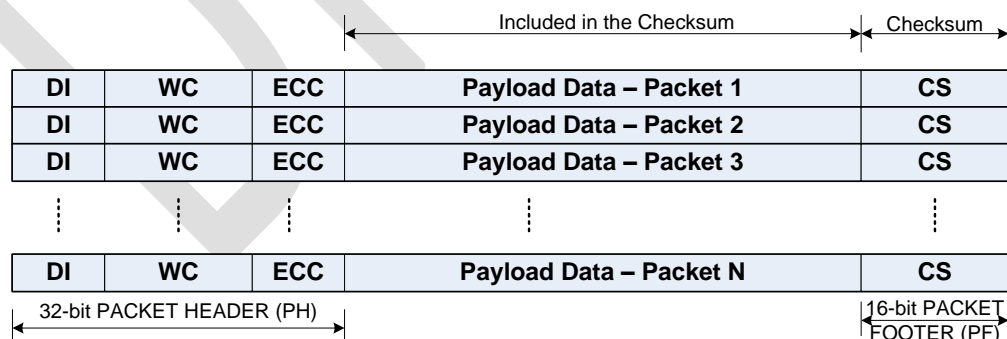 Included in the Checksum Checksum
DI WC ECC Payload Data – Packet 1 CS
DI WC ECC Payload Data – Packet 2 CS
DI WC ECC Payload Data – Packet 3 CS
DI WC ECC Payload Data – Packet N CS
32-bit PACKET HEADER (PH) 16-bit PACKET
FOOTER (PF)